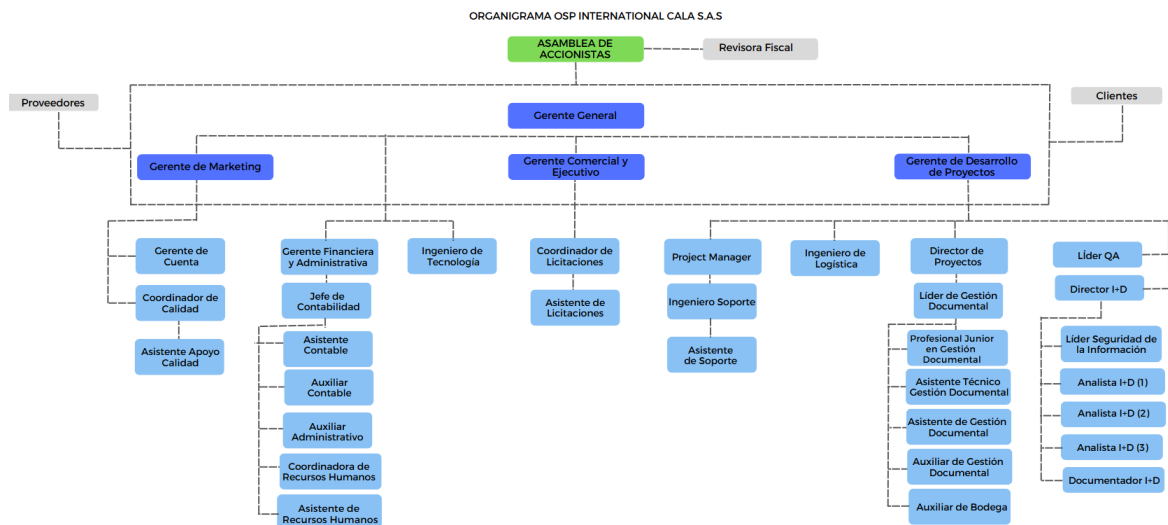 ORGANIGRAMA OSP INTERNATIONAL CALA S.A.S
ASAMBLEA DE
ACCIONISTAS
Revisora Fiscal
Proveedores
Clientes
Gerente General
Gerente de Marketing
Gerente Comercial y
Ejecutivo
Gerente de Desarrollo
de Proyectos
Gerente de
Cuenta
Coordinador de
Calidad
Asistente Apoyo
Calidad
Gerente Financiera
y Administrativa
Jefe de
Contabilidad
Asistente
Contable
Auxiliar
Contable
Auxiliar
Administrativo
Coordinadora de
Recursos Humanos
Asistente de
Recursos Humanos
Ingeniero de
Tecnología
Coordinador de
Licitaciones
Asistente de
Licitaciones
Project Manager
Ingeniero Soporte
Asistente
de Soporte
Ingeniero de
Logística
Director de
Proyectos
Líder de Gestión
Documental
Profesional Junior
en Gestión
Documental
Asistente Técnico
Gestión Documental
Asistente de Gestión
Documental
Auxiliar de Gestión
Documental
Auxiliar de Bodega
Líder QA
Director I+D
Líder Seguridad de
la Información
Analista I+D (1)
Analista I+D (2)
Analista I+D (3)
Documentador I+D